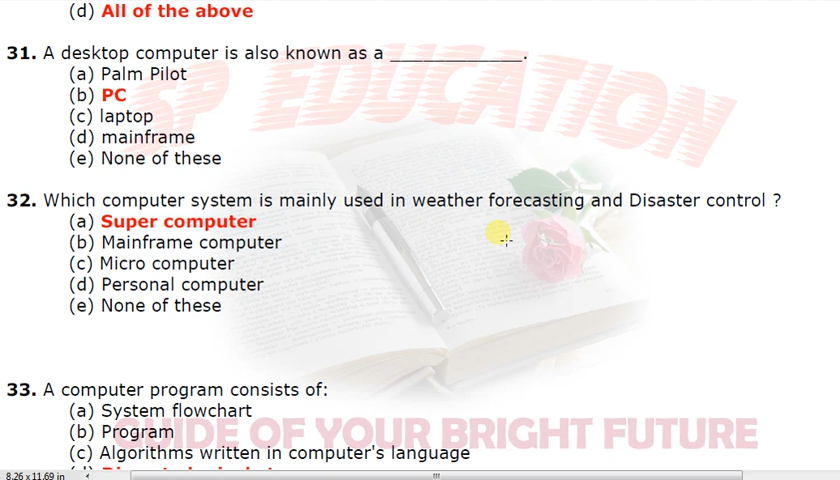 (d) All of the above
31. A desktop computer is also known as a ____________.
(a) Palm Pilot
(b) PC
(c) laptop
(d) mainframe
(e) None of these
SP EDUCATION
32. Which computer system is mainly used in weather forecasting and Disaster control ?
(a) Super computer
(b) Mainframe computer
(c) Micro computer
(d) Personal computer
(e) None of these
33. A computer program consists of:
(a) System flowchart
(b) Program
GUIDE OF YOUR BRIGHT FUTURE
(c) Algorithms written in computer's language
8.26 x 11.69 in